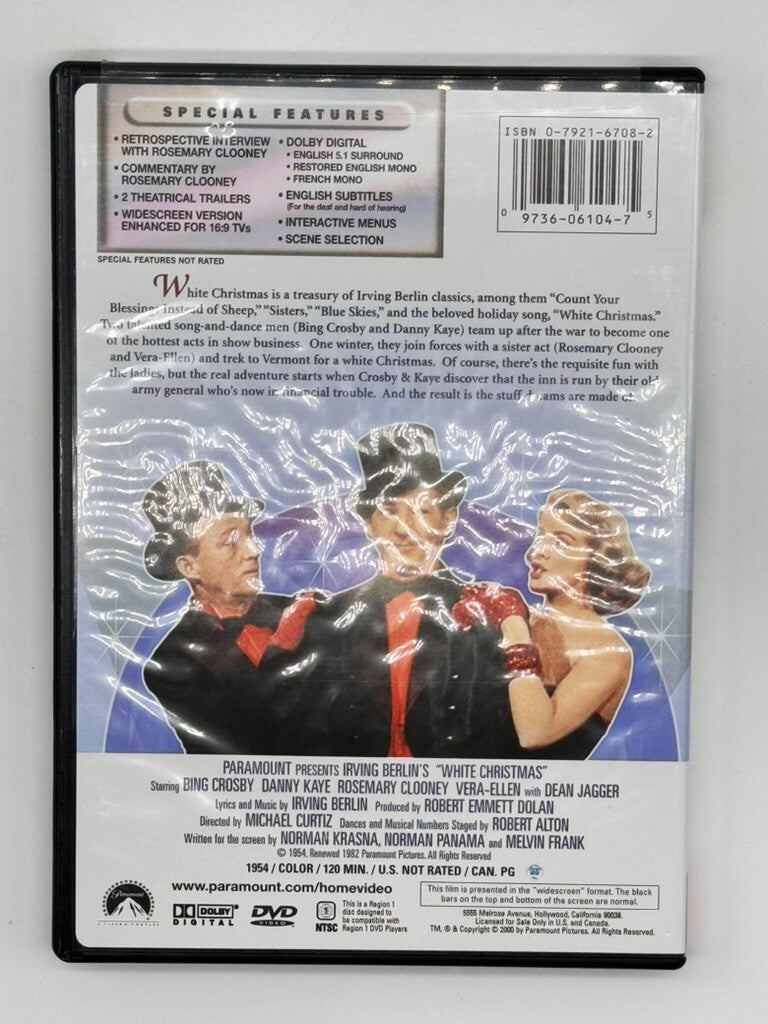 SPECIAL FEATURES
• RETROSPECTIVE INTERVIEW
WITH ROSEMARY CLOONEY
• COMMENTARY BY
ROSEMARY CLOONEY
• 2 THEATRICAL TRAILERS
• WIDESCREEN VERSION
ENHANCED FOR 16:9 TVs
• DOLBY DIGITAL
• ENGLISH 5.1 SURROUND
• RESTORED ENGLISH MONO
• FRENCH MONO
• ENGLISH SUBTITLES
(For the deaf and hard of hearing)
• INTERACTIVE MENUS
• SCENE SELECTION
SPECIAL FEATURES NOT RATED
ISBN 0-7921-6708-2
0 9736-06104-7 5
White Christmas is a treasury of Irving Berlin classics, among them "Count Your
Blessings Instead of Sheep," "Sisters," "Blue Skies," and the beloved holiday song, "White Christmas."
Two talented song-and-dance men (Bing Crosby and Danny Kaye) team up after the war to become one
of the hottest acts in show business. One winter, they join forces with a sister act (Rosemary Clooney
and Vera-Ellen) and trek to Vermont for a white Christmas. Of course, there's the requisite fun with
the ladies, but the real adventure starts when Crosby & Kaye discover that the inn is run by their old
army general who's now in financial trouble. And the result is the stuff dreams are made of.
PARAMOUNT PRESENTS IRVING BERLIN'S "WHITE CHRISTMAS"
Starring BING CROSBY DANNY KAYE ROSEMARY CLOONEY VERA-ELLEN with DEAN JAGGER
Lyrics and Music by IRVING BERLIN Produced by ROBERT EMMETT DOLAN
Directed by MICHAEL CURTIZ Dances and Musical Numbers Staged by ROBERT ALTON
Written for the screen by NORMAN KRASNA, NORMAN PANAMA and MELVIN FRANK
© 1954, Renewed 1982 Paramount Pictures. All Rights Reserved
1954 / COLOR / 120 MIN. / U.S. NOT RATED / CAN. PG
www.paramount.com/homevideo
This film is presented in the "widescreen" format. The black
bars on the top and bottom of the screen are normal.
Paramount
DOLBY
DIGITAL
DVD
VIDEO
1
NTSC
This is a Region 1
disc designed to
be compatible with
Region 1 DVD Players
5555 Melrose Avenue, Hollywood, California 90038.
Licensed for Sale Only in U.S. and Canada.
TM, ® & Copyright © 2000 by Paramount Pictures. All Rights Reserved.